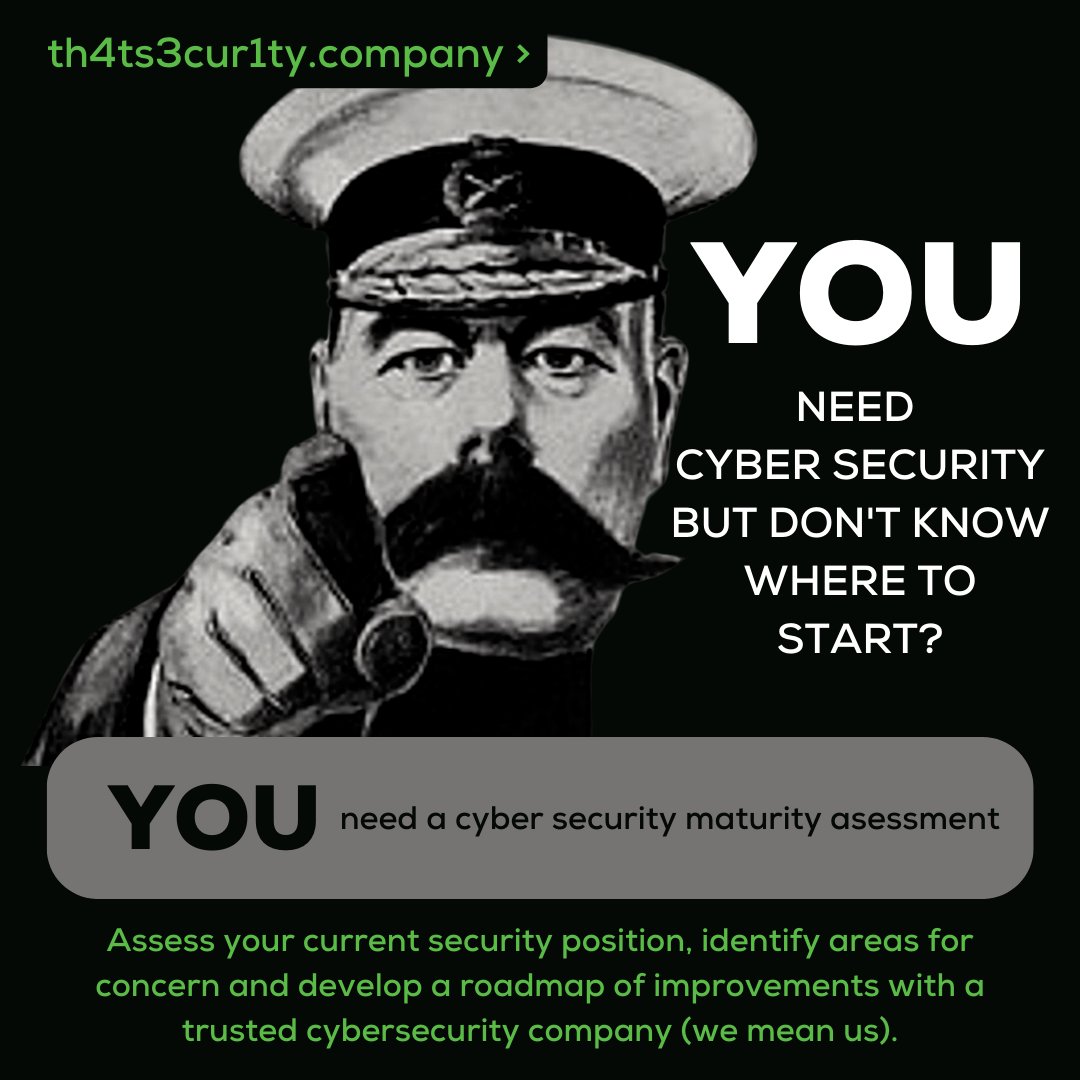 th4ts3cur1ty.company >
YOU
NEED
CYBER SECURITY
BUT DON'T KNOW
WHERE TO
START?
YOU need a cyber security maturity asessment
Assess your current security position, identify areas for
concern and develop a roadmap of improvements with a
trusted cybersecurity company (we mean us).